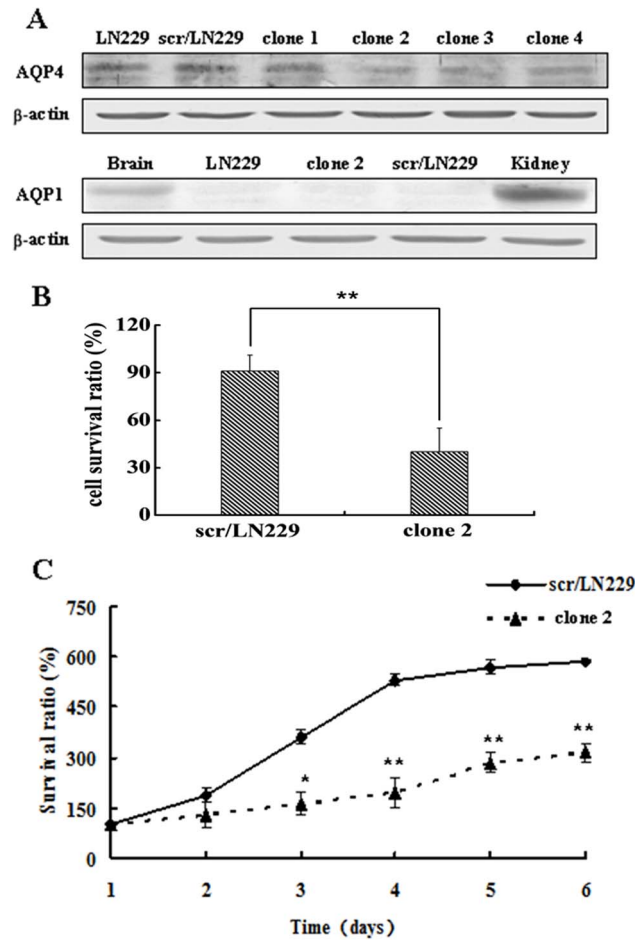 A
LN229 scr/LN229 clone 1 clone 2 clone 3 clone 4
AQP4
β-actin
Brain LN229 clone 2 scr/LN229 Kidney
AQP1
β-actin
B
**
cell survival ratio (%)
120
90
60
30
0
scr/LN229 clone 2
C
scr/LN229
clone 2
Survival ratio (%)
750
600
450
300
150
0
* ** ** **
1 2 3 4 5 6
Time (days)